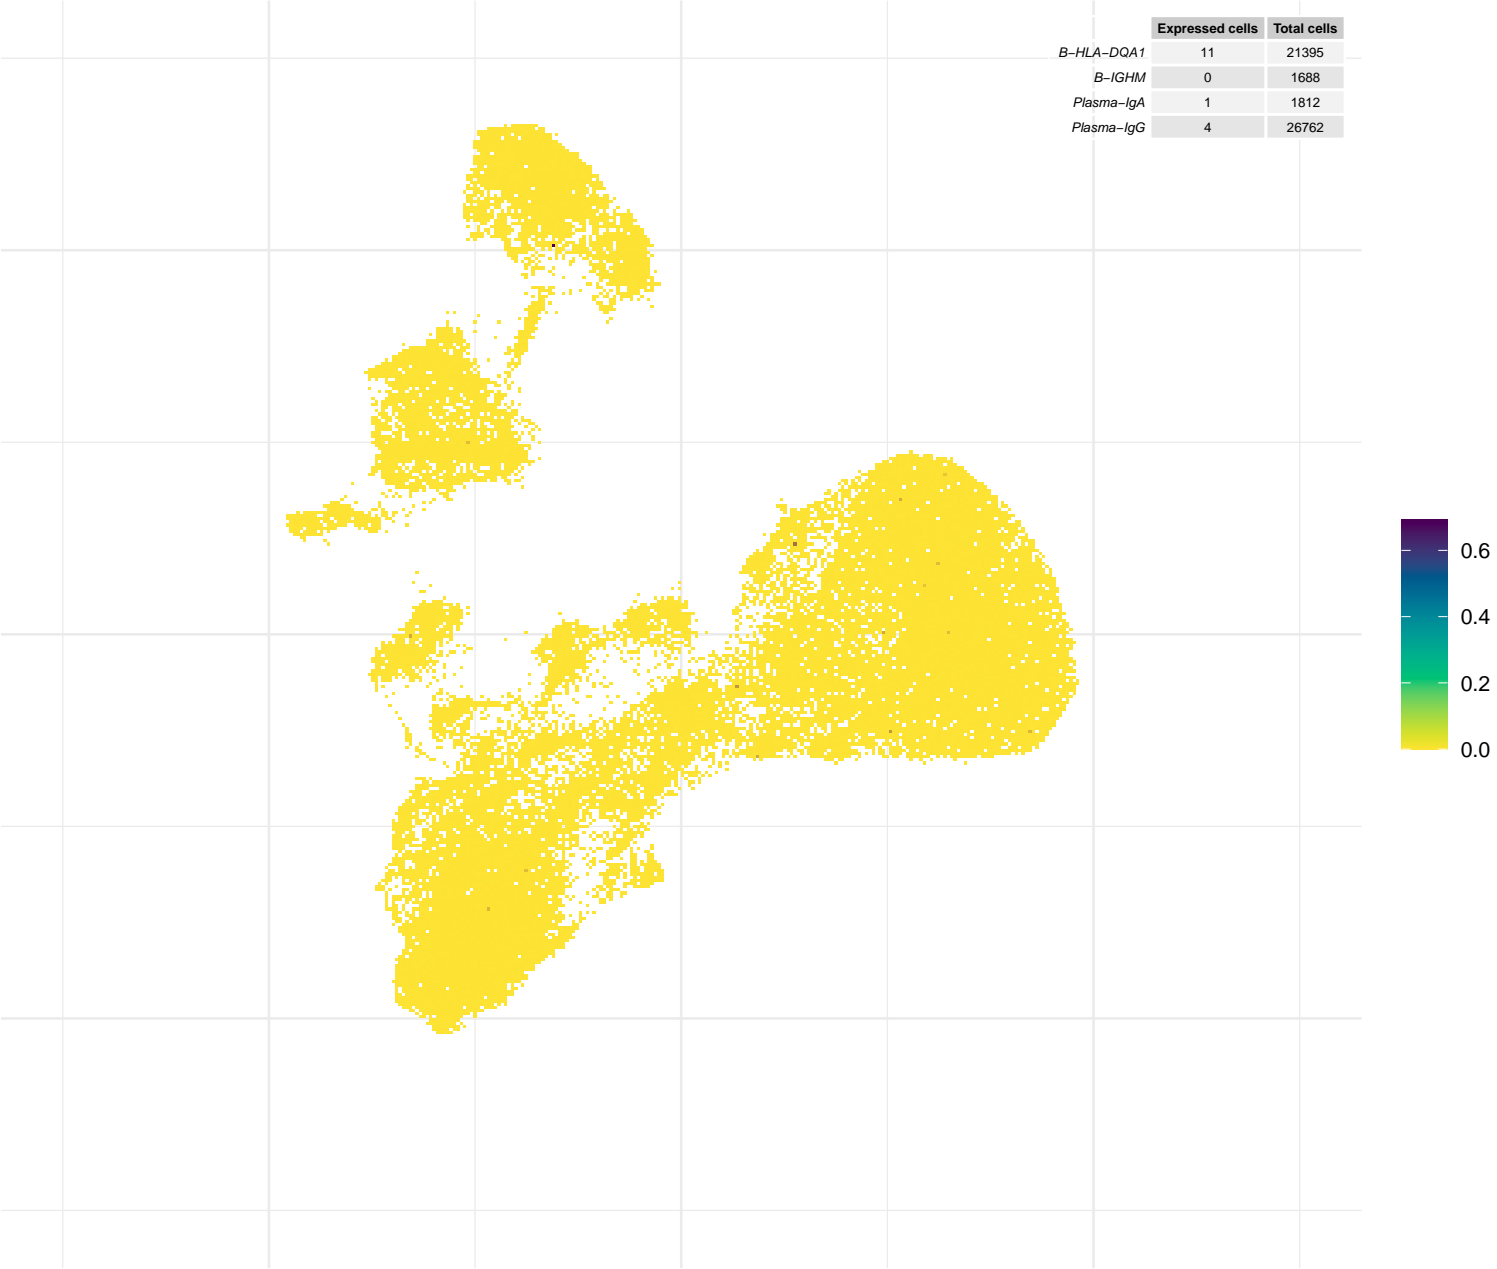 Expressed cells Total cells
B−HLA−DQA1 11 21395
B−IGHM 0 1688
Plasma−IgA 1 1812
Plasma−IgG 4 26762
0.6
0.4
0.2
0.0